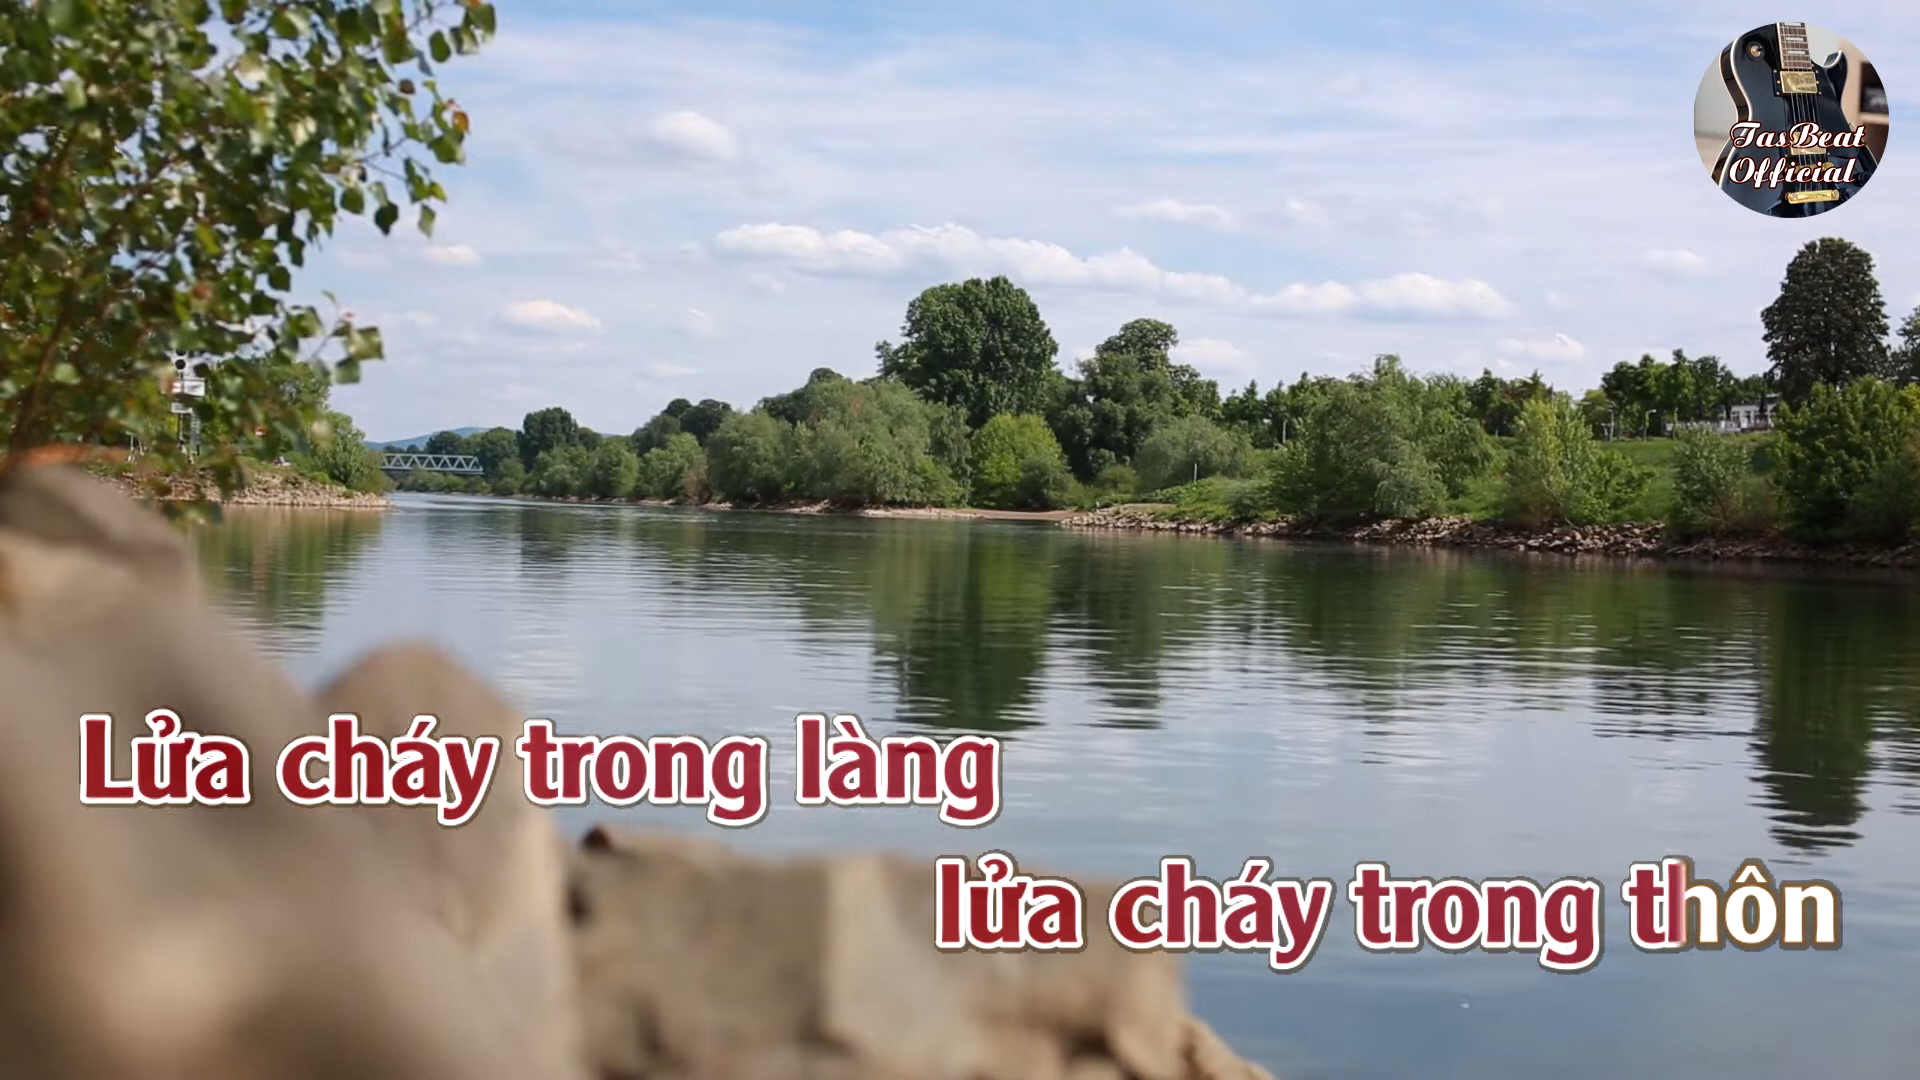 TasBeat
Official
Lửa cháy trong làng
lửa cháy trong thôn